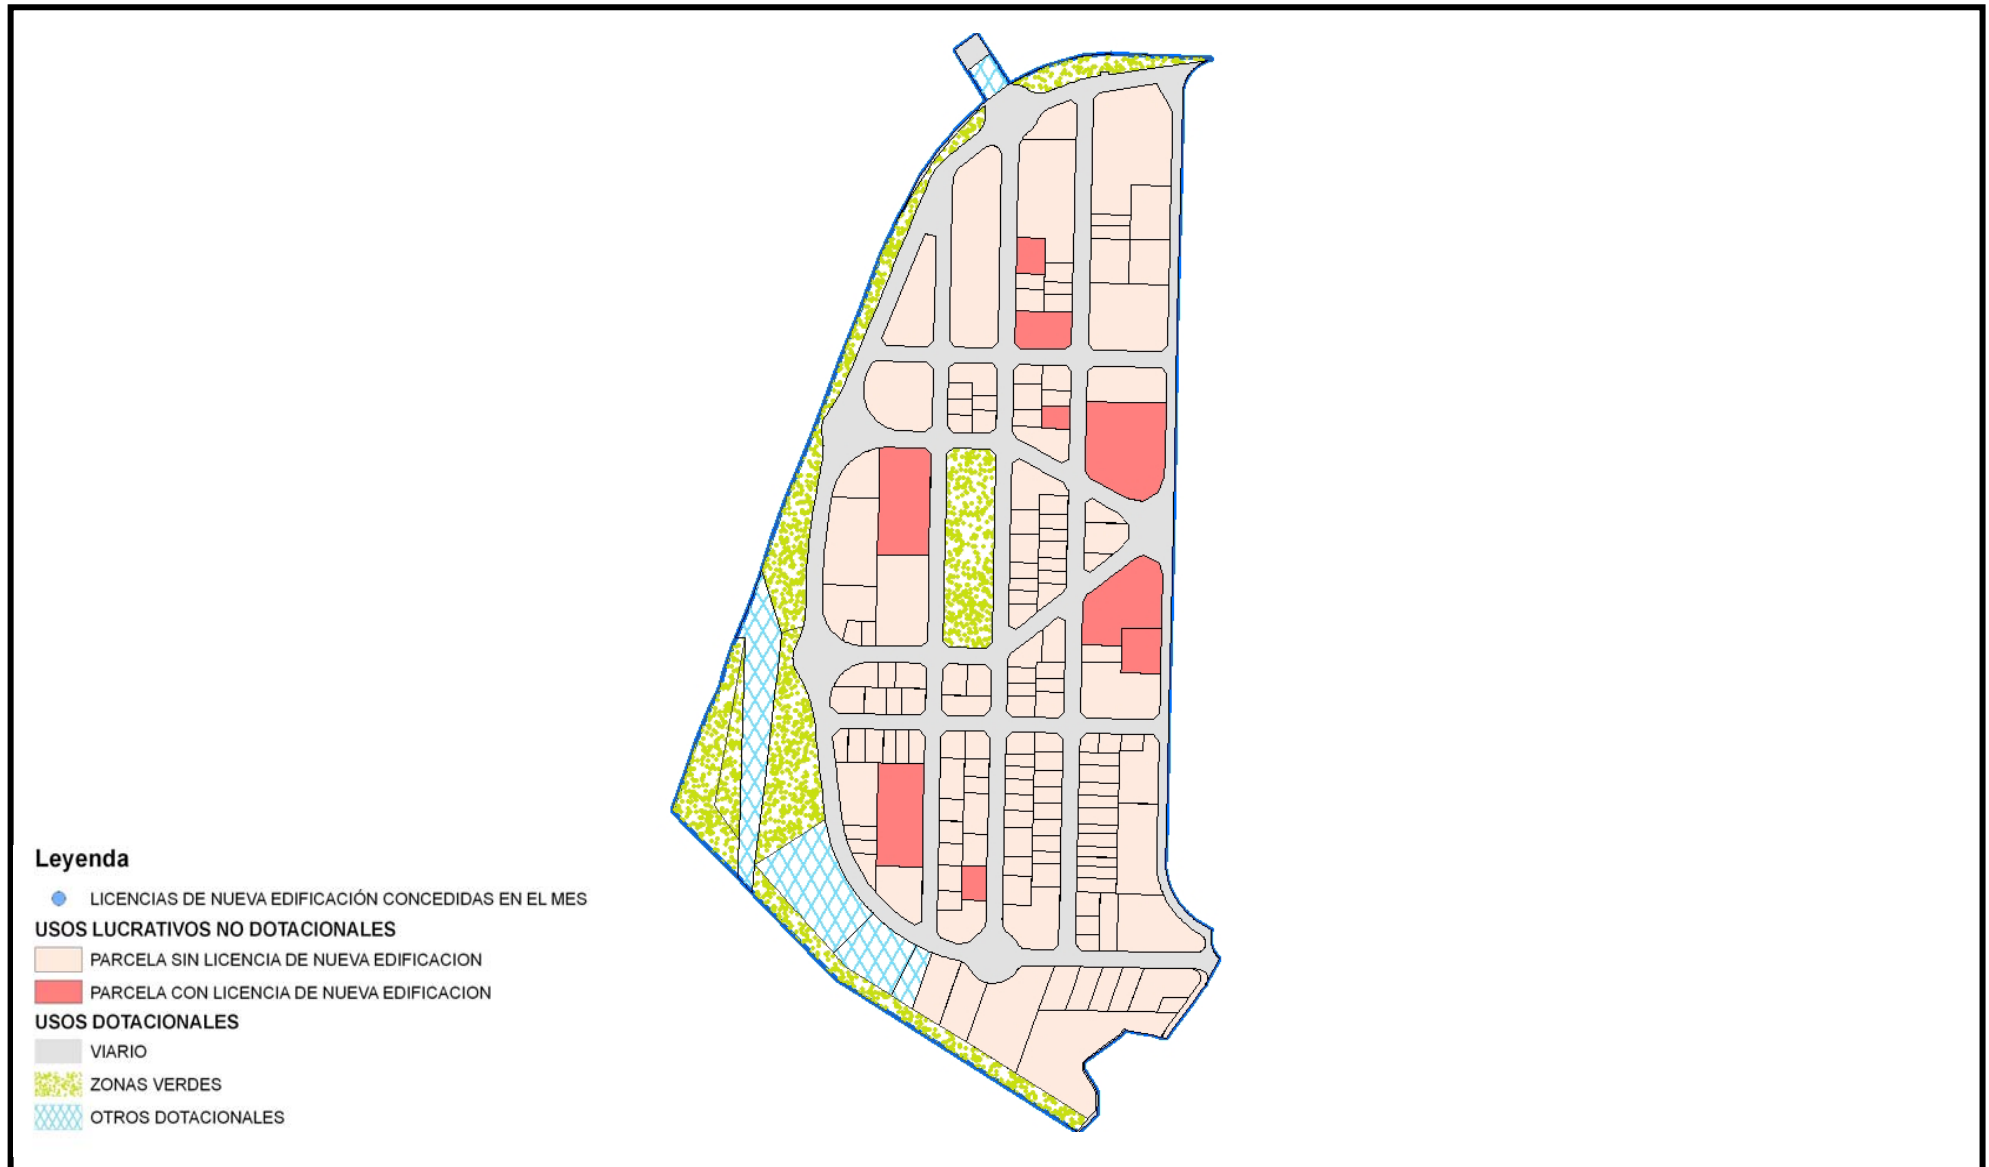 Leyenda
LICENCIAS DE NUEVA EDIFICACIÓN CONCEDIDAS EN EL MES
USOS LUCRATIVOS NO DOTACIONALES
PARCELA SIN LICENCIA DE NUEVA EDIFICACION
PARCELA CON LICENCIA DE NUEVA EDIFICACION
USOS DOTACIONALES
VIARIO
ZONAS VERDES
OTROS DOTACIONALES